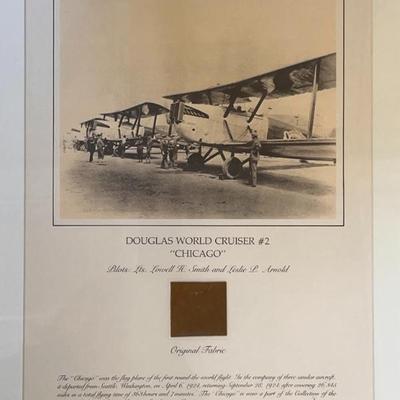 DOUGLAS WORLD CRUISER #2
"CHICAGO"
Pilots: Lts. Lowell H. Smith and Leslie P. Arnold
Original Fabric
The "Chicago" was the flag plane of the first round-the-world flight. In the company of three similar aircraft,
it departed from Seattle, Washington, on April 6, 1924, returning September 28, 1924, after covering 26,345
miles in a total flying time of 363 hours and 7 minutes. The "Chicago" is now a part of the Collection of the